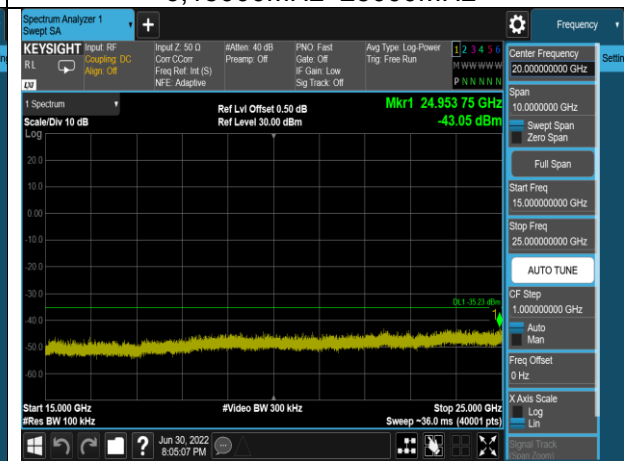 Spectrum Analyzer 1
Swept SA
+
Frequency
KEYSIGHT
RL
Input: RF
Coupling: DC
Align: Off
Input Z: 50 Ω
Corr CCorr
Freq Ref: Int (S)
NFE: Adaptive
#Atten: 40 dB
Preamp: Off
PNO: Fast
Gate: Off
IF Gain: Low
Sig Track: Off
Avg Type: Log-Power
Trig: Free Run
1 2 3 4 5 6
M W W W W W
P N N N N N
1 Spectrum
Scale/Div 10 dB
Log
Ref Lvl Offset 0.50 dB
Ref Level 30.00 dBm
Mkr1 24.953 75 GHz
-43.05 dBm
20.0
10.0
0.00
-10.0
-20.0
-30.0
-40.0
-50.0
-60.0
DL1 -35.23 dBm
1
Start 15.000 GHz
#Res BW 100 kHz
#Video BW 300 kHz
Stop 25.000 GHz
Sweep ~36.0 ms (40001 pts)
Center Frequency
20.000000000 GHz
Settin
Span
10.0000000 GHz
Swept Span
Zero Span
Full Span
Start Freq
15.000000000 GHz
Stop Freq
25.000000000 GHz
AUTO TUNE
CF Step
1.000000000 GHz
Auto
Man
Freq Offset
0 Hz
X Axis Scale
Log
Lin
Signal Track
(Span Zoom)
?
Jun 30, 2022
8:05:07 PM